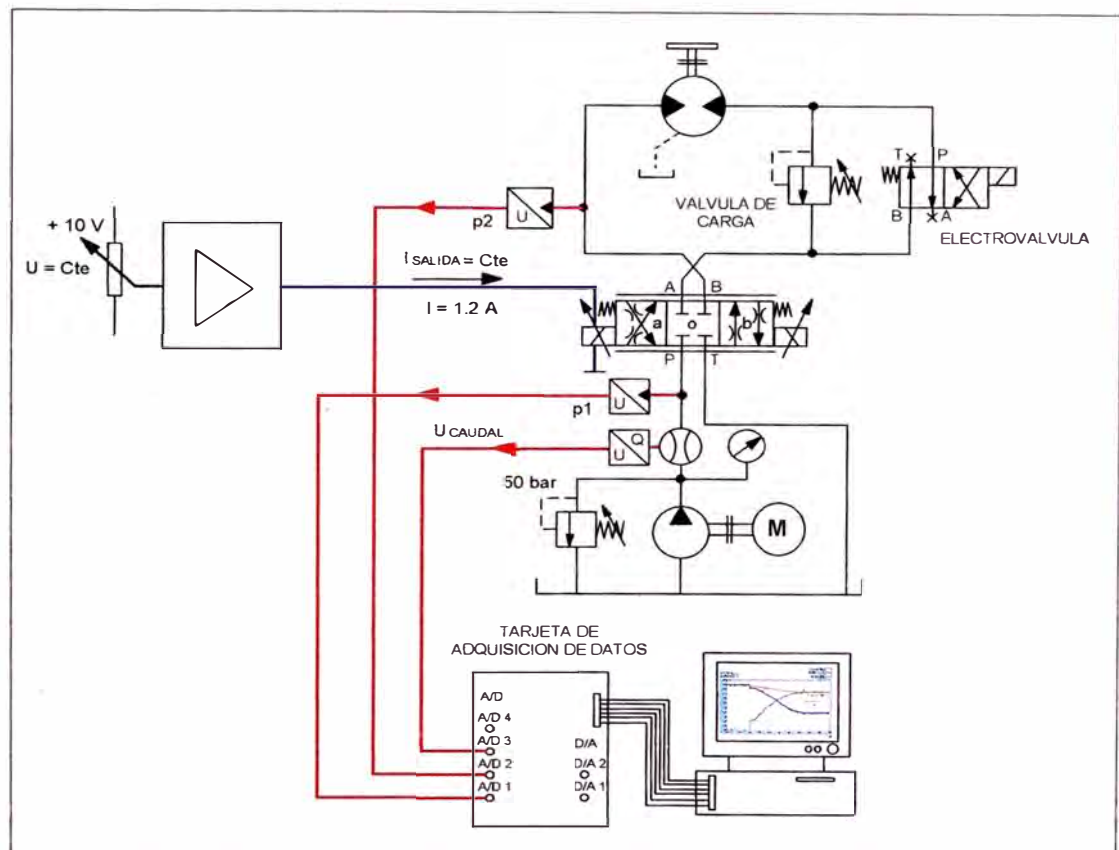 T
P
B
A
VALVULA DE
CARGA
ELECTROVALVULA
U
p2
+ 10 V
U = Cte
I SALIDA = Cte
I = 1.2 A
A
B
a
o
b
P
T
U
p1
U CAUDAL
Q
U
50 bar
M
TARJETA DE
ADQUISICION DE DATOS
A/D
A/D 4
A/D 3
A/D 2
A/D 1
D/A
D/A 2
D/A 1